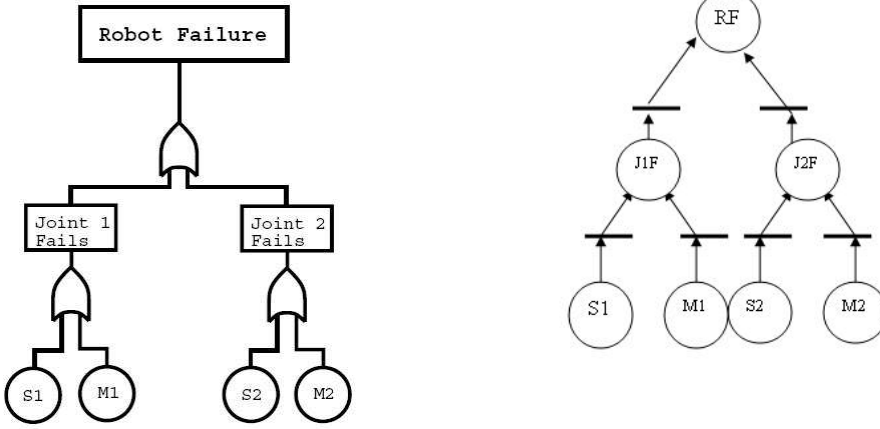 Robot Failure
Joint 1
Fails
Joint 2
Fails
S1
M1
S2
M2
RF
J1F
J2F
S1
M1
S2
M2